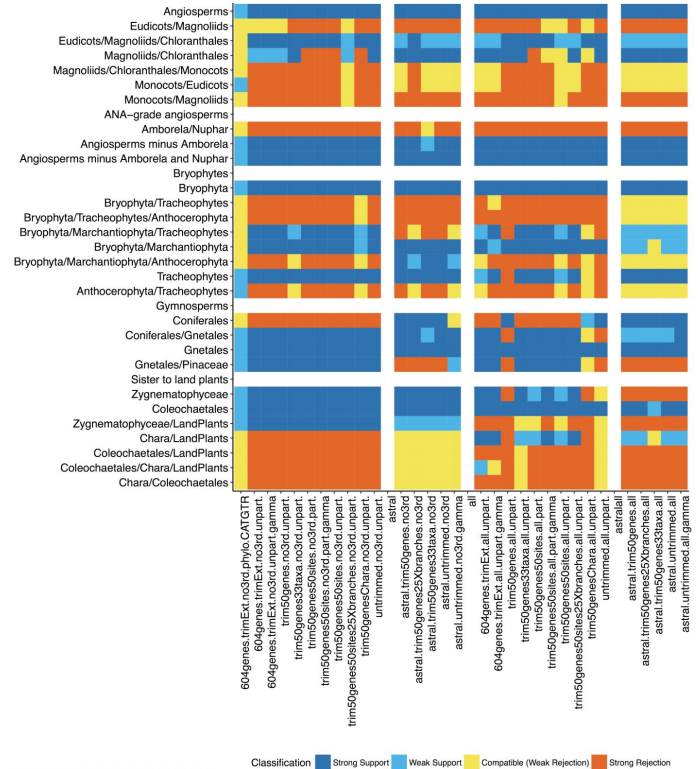 Angiosperms
Eudicots/Magnoliids
Eudicots/Magnoliids/Chloranthales
Magnoliids/Chloranthales
Magnoliids/Chloranthales/Monocots
Monocots/Eudicots
Monocots/Magnoliids
ANA−grade angiosperms
Amborela/Nuphar
Angiosperms minus Amborela
Angiosperms minus Amborela and Nuphar
Bryophytes
Bryophyta
Bryophyta/Tracheophytes
Bryophyta/Tracheophytes/Anthocerophyta
Bryophyta/Marchantiophyta/Tracheophytes
Bryophyta/Marchantiophyta
Bryophyta/Marchantiophyta/Anthocerophyta
Tracheophytes
Anthocerophyta/Tracheophytes
Gymnosperms
Coniferales
Coniferales/Gnetales
Gnetales
Gnetales/Pinaceae
Sister to land plants
Zygnematophyceae
Coleochaetales
Zygnematophyceae/LandPlants
Chara/LandPlants
Coleochaetales/LandPlants
Coleochaetales/Chara/LandPlants
Chara/Coleochaetales
604genes.trimExt.no3rd.phylo.CATGTR
604genes.trimExt.no3rd.unpart.
604genes.trimExt.no3rd.unpart.gamma
trim50genes.no3rd.unpart.
trim50genes33taxa.no3rd.unpart.
trim50genes50sites.no3rd.part.
trim50genes50sites.no3rd.part.gamma
trim50genes50sites.no3rd.unpart.
trim50genes50sites25Xbranches.no3rd.unpart.
trim50genesChara.no3rd.unpart.
untrimmed.no3rd.unpart.
astral
astral.trim50genes.no3rd
astral.trim50genes25Xbranches.no3rd
astral.trim50genes33taxa.no3rd
astral.untrimmed.no3rd
astral.untrimmed.no3rd.gamma
all
604genes.trimExt.all.unpart.
604genes.trimExt.all.unpart.gamma
trim50genes.all.unpart.
trim50genes33taxa.all.unpart.
trim50genes50sites.all.part.
trim50genes50sites.all.part.gamma
trim50genes50sites.all.unpart.
trim50genes50sites25Xbranches.all.unpart.
trim50genesChara.all.unpart.
untrimmed.all.unpart.
astralall
astral.trim50genes.all
astral.trim50genes25Xbranches.all
astral.trim50genes33taxa.all
astral.untrimmed.all
astral.untrimmed.all.gamma
Classification Strong Support Weak Support Compatible (Weak Rejection) Strong Rejection